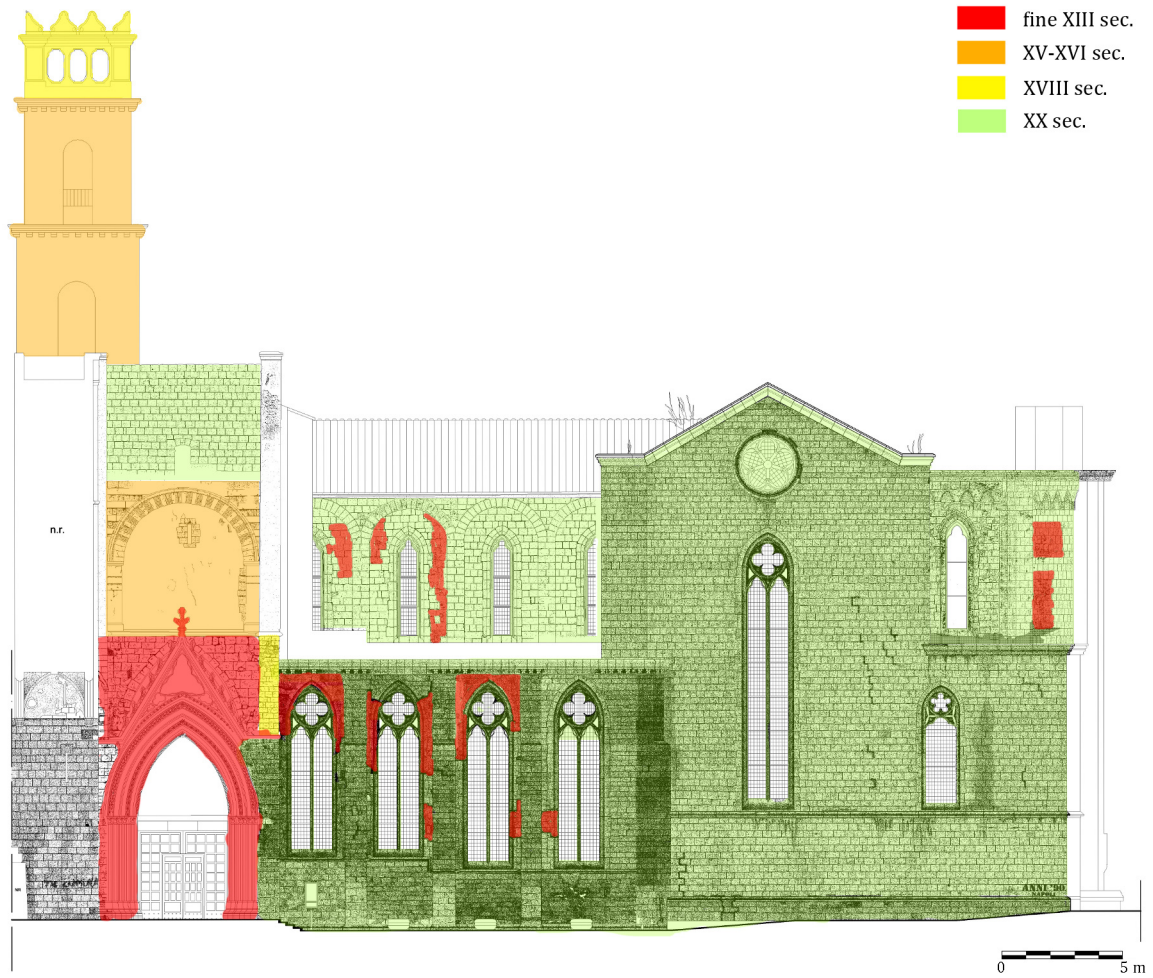 fine XIII sec.
XV-XVI sec.
XVIII sec.
XX sec.
n.r.
ANNI '90
NAPOLI
0 5 m